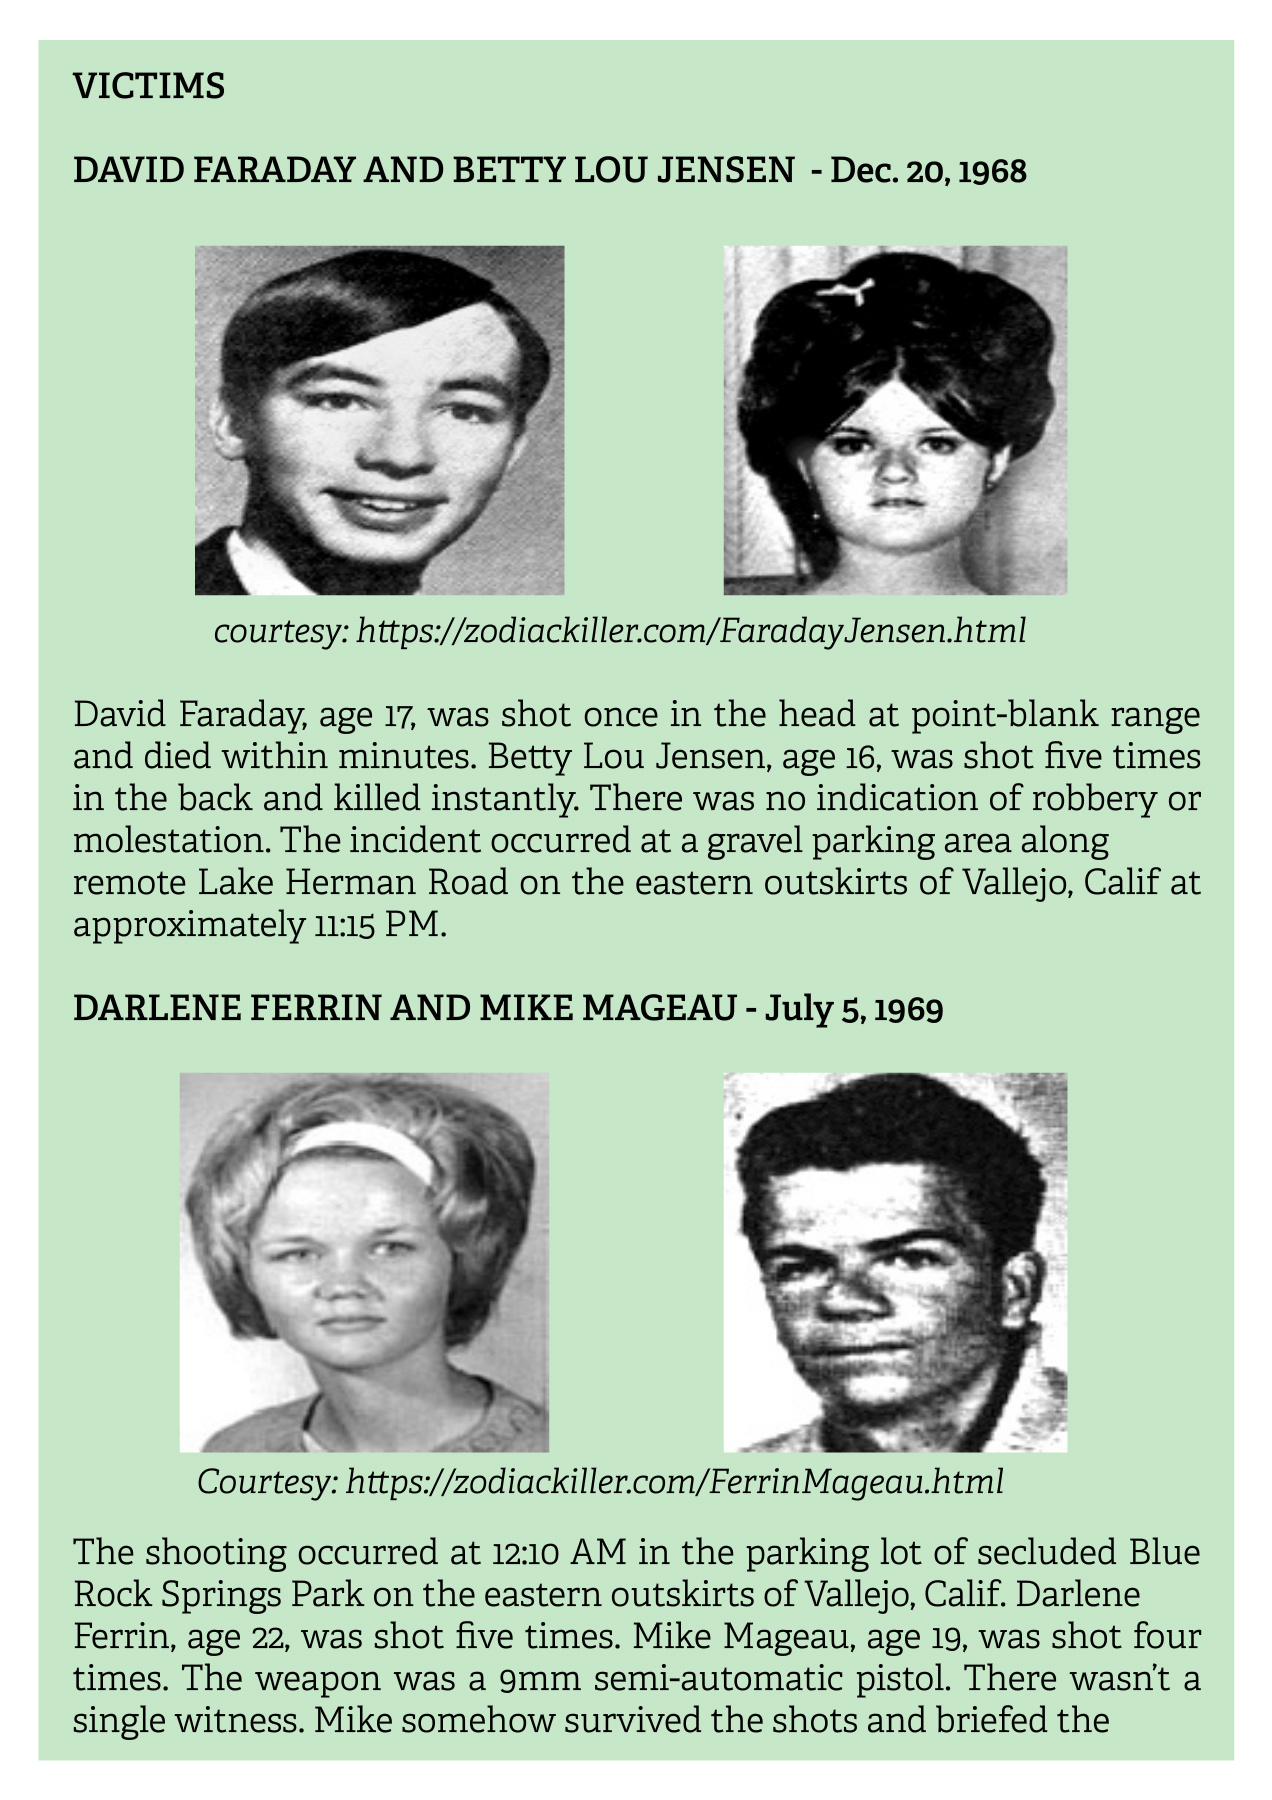 VICTIMS
DAVID FARADAY AND BETTY LOU JENSEN - Dec. 20, 1968
courtesy: https://zodiackiller.com/FaradayJensen.html
David Faraday, age 17, was shot once in the head at point-blank range
and died within minutes. Betty Lou Jensen, age 16, was shot five times
in the back and killed instantly. There was no indication of robbery or
molestation. The incident occurred at a gravel parking area along
remote Lake Herman Road on the eastern outskirts of Vallejo, Calif at
approximately 11:15 PM.
DARLENE FERRIN AND MIKE MAGEAU - July 5, 1969
Courtesy: https://zodiackiller.com/FerrinMageau.html
The shooting occurred at 12:10 AM in the parking lot of secluded Blue
Rock Springs Park on the eastern outskirts of Vallejo, Calif. Darlene
Ferrin, age 22, was shot five times. Mike Mageau, age 19, was shot four
times. The weapon was a 9mm semi-automatic pistol. There wasn't a
single witness. Mike somehow survived the shots and briefed the